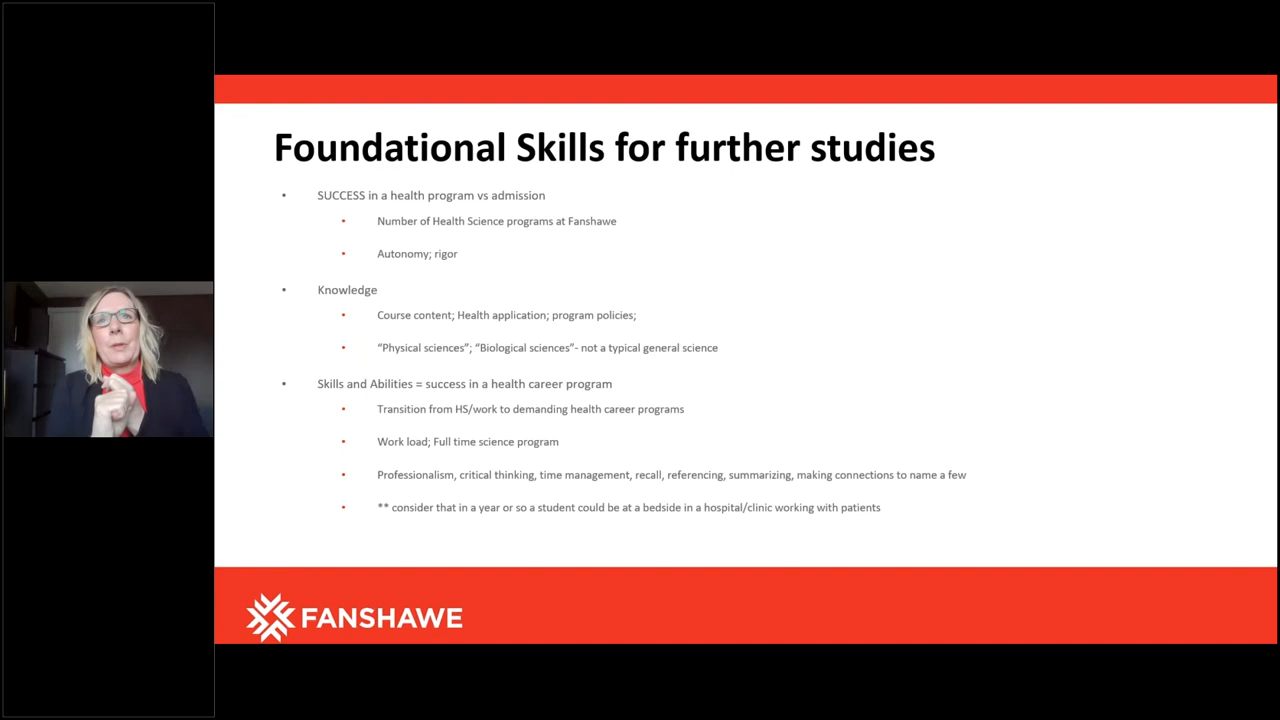 Foundational Skills for further studies
• SUCCESS in a health program vs admission
• Number of Health Science programs at Fanshawe
• Autonomy; rigor
• Knowledge
• Course content; Health application; program policies;
• “Physical sciences”; “Biological sciences”- not a typical general science
• Skills and Abilities = success in a health career program
• Transition from HS/work to demanding health career programs
• Work load; Full time science program
• Professionalism, critical thinking, time management, recall, referencing, summarizing, making connections to name a few
• ** consider that in a year or so a student could be at a bedside in a hospital/clinic working with patients
FANSHAWE